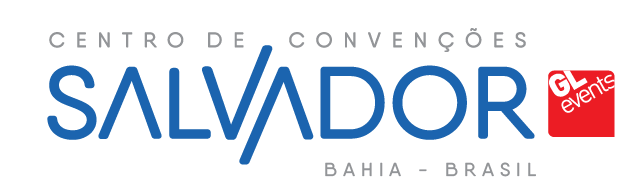 CENTRO DE CONVENÇÕES
SALVADOR
GL
events
BAHIA - BRASIL